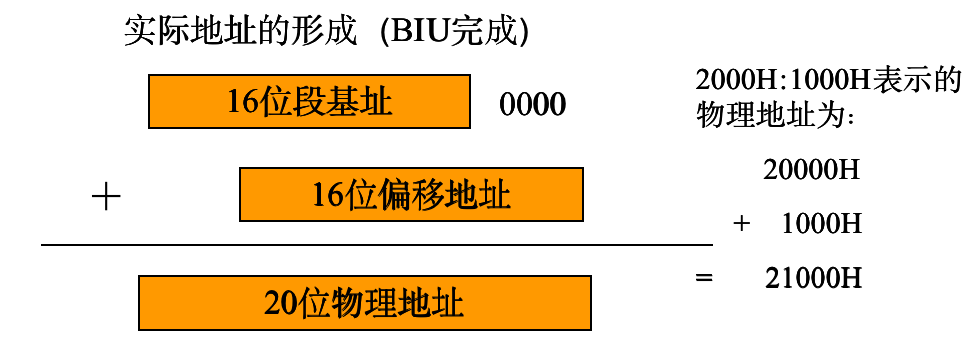 实际地址的形成 (BIU完成)
16位段基址 0000
+ 16位偏移地址
20位物理地址
2000H:1000H表示的
物理地址为:
20000H
+ 1000H
= 21000H